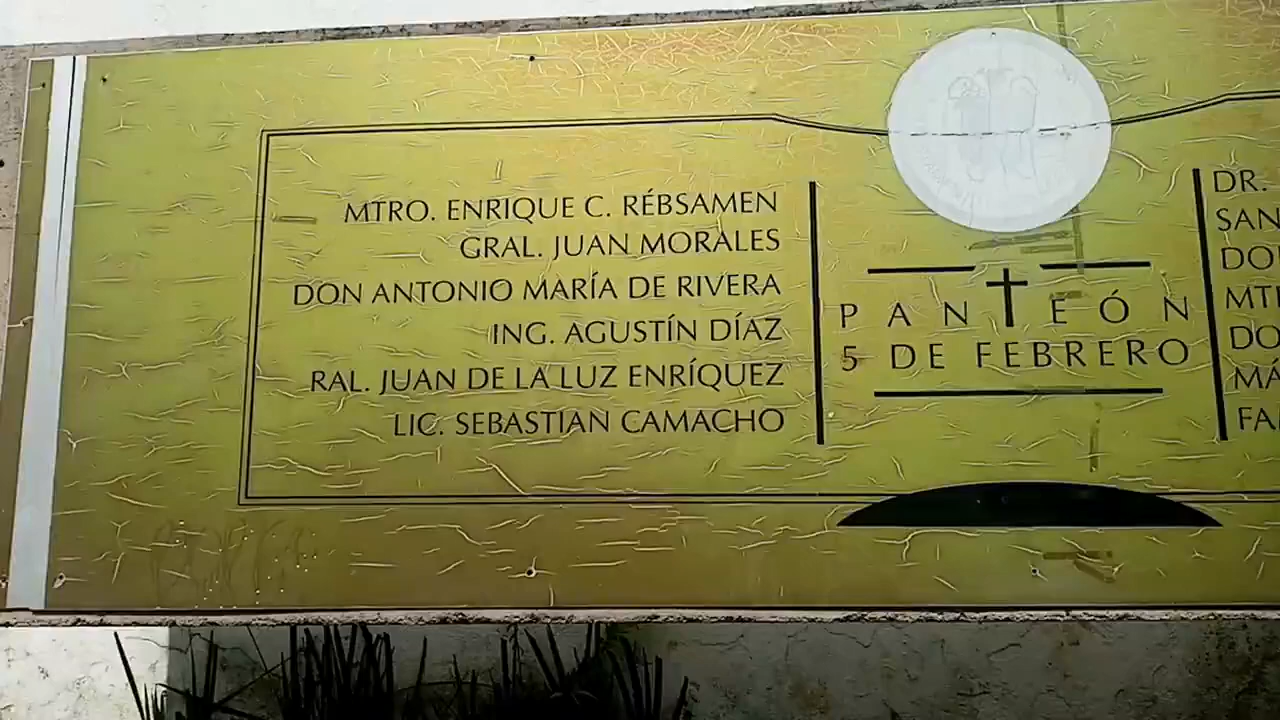 MTRO. ENRIQUE C. RÉBSAMEN
GRAL. JUAN MORALES
DON ANTONIO MARÍA DE RIVERA
ING. AGUSTÍN DÍAZ
RAL. JUAN DE LA LUZ ENRÍQUEZ
LIC. SEBASTIAN CAMACHO
PANTEÓN
5 DE FEBRERO
DR.
SAN
DO
MT
DO
MÁ
FA